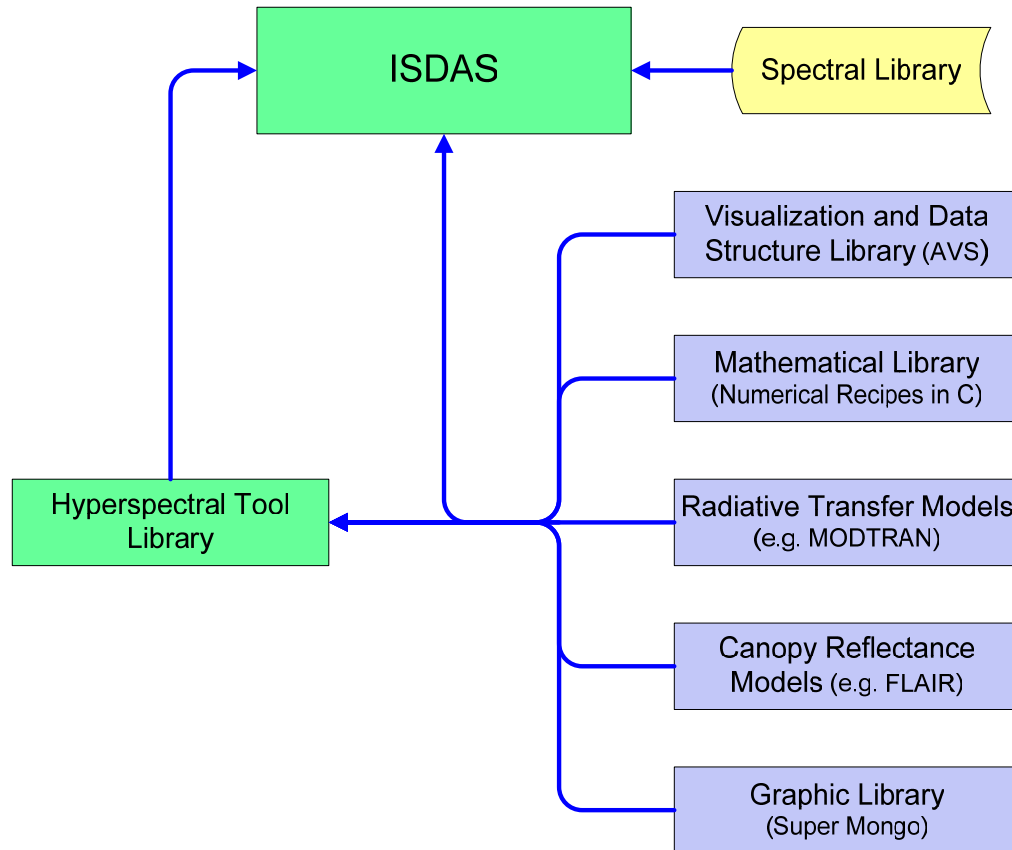 ISDAS
Spectral Library
Visualization and Data
Structure Library (AVS)
Mathematical Library
(Numerical Recipes in C)
Hyperspectral Tool
Library
Radiative Transfer Models
(e.g. MODTRAN)
Canopy Reflectance
Models (e.g. FLAIR)
Graphic Library
(Super Mongo)